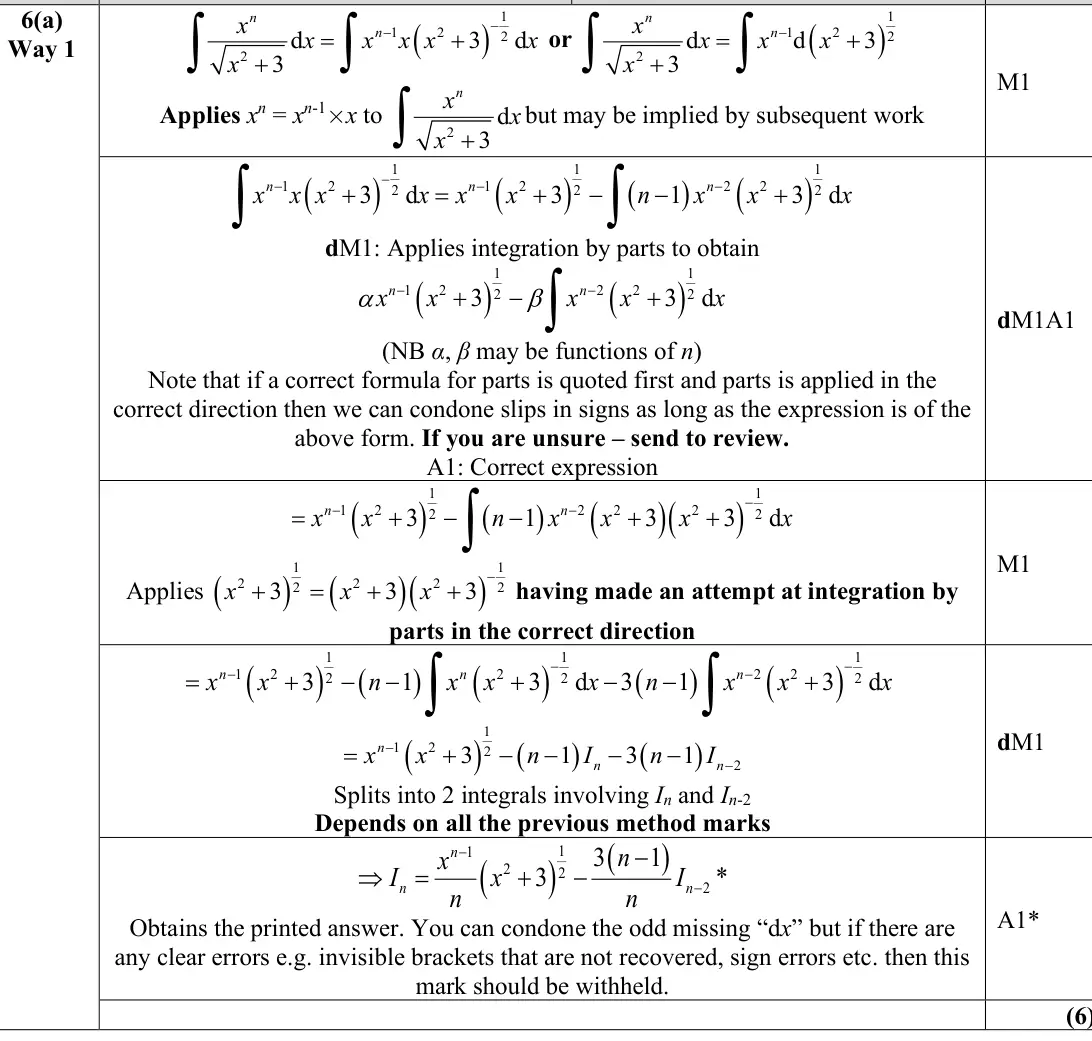 6(a)
Way 1
∫ xⁿ/√(x² + 3) dx = ∫ xⁿ⁻¹x(x² + 3)^(−1/2) dx or ∫ xⁿ/√(x² + 3) dx = ∫ xⁿ⁻¹d(x² + 3)^(1/2)
Applies xⁿ = xⁿ⁻¹ × x to ∫ xⁿ/√(x² + 3) dx but may be implied by subsequent work
M1
∫ xⁿ⁻¹x(x² + 3)^(−1/2) dx = xⁿ⁻¹(x² + 3)^(1/2) − ∫ (n − 1)xⁿ⁻²(x² + 3)^(1/2) dx
dM1: Applies integration by parts to obtain
αxⁿ⁻¹(x² + 3)^(1/2) − β∫ xⁿ⁻²(x² + 3)^(1/2) dx
(NB α, β may be functions of n)
Note that if a correct formula for parts is quoted first and parts is applied in the
correct direction then we can condone slips in signs as long as the expression is of the
above form. If you are unsure – send to review.
A1: Correct expression
dM1A1
= xⁿ⁻¹(x² + 3)^(1/2) − ∫ (n − 1)xⁿ⁻²(x² + 3)(x² + 3)^(−1/2) dx
Applies (x² + 3)^(1/2) = (x² + 3)(x² + 3)^(−1/2) having made an attempt at integration by
parts in the correct direction
M1
= xⁿ⁻¹(x² + 3)^(1/2) − (n − 1)∫ xⁿ(x² + 3)^(−1/2) dx − 3(n − 1)∫ xⁿ⁻²(x² + 3)^(−1/2) dx
= xⁿ⁻¹(x² + 3)^(1/2) − (n − 1)Iₙ − 3(n − 1)Iₙ₋₂
Splits into 2 integrals involving Iₙ and Iₙ₋₂
Depends on all the previous method marks
dM1
⇒ Iₙ = xⁿ⁻¹/n (x² + 3)^(1/2) − 3(n − 1)/n Iₙ₋₂ *
Obtains the printed answer. You can condone the odd missing “dx” but if there are
any clear errors e.g. invisible brackets that are not recovered, sign errors etc. then this
mark should be withheld.
A1*
(6)